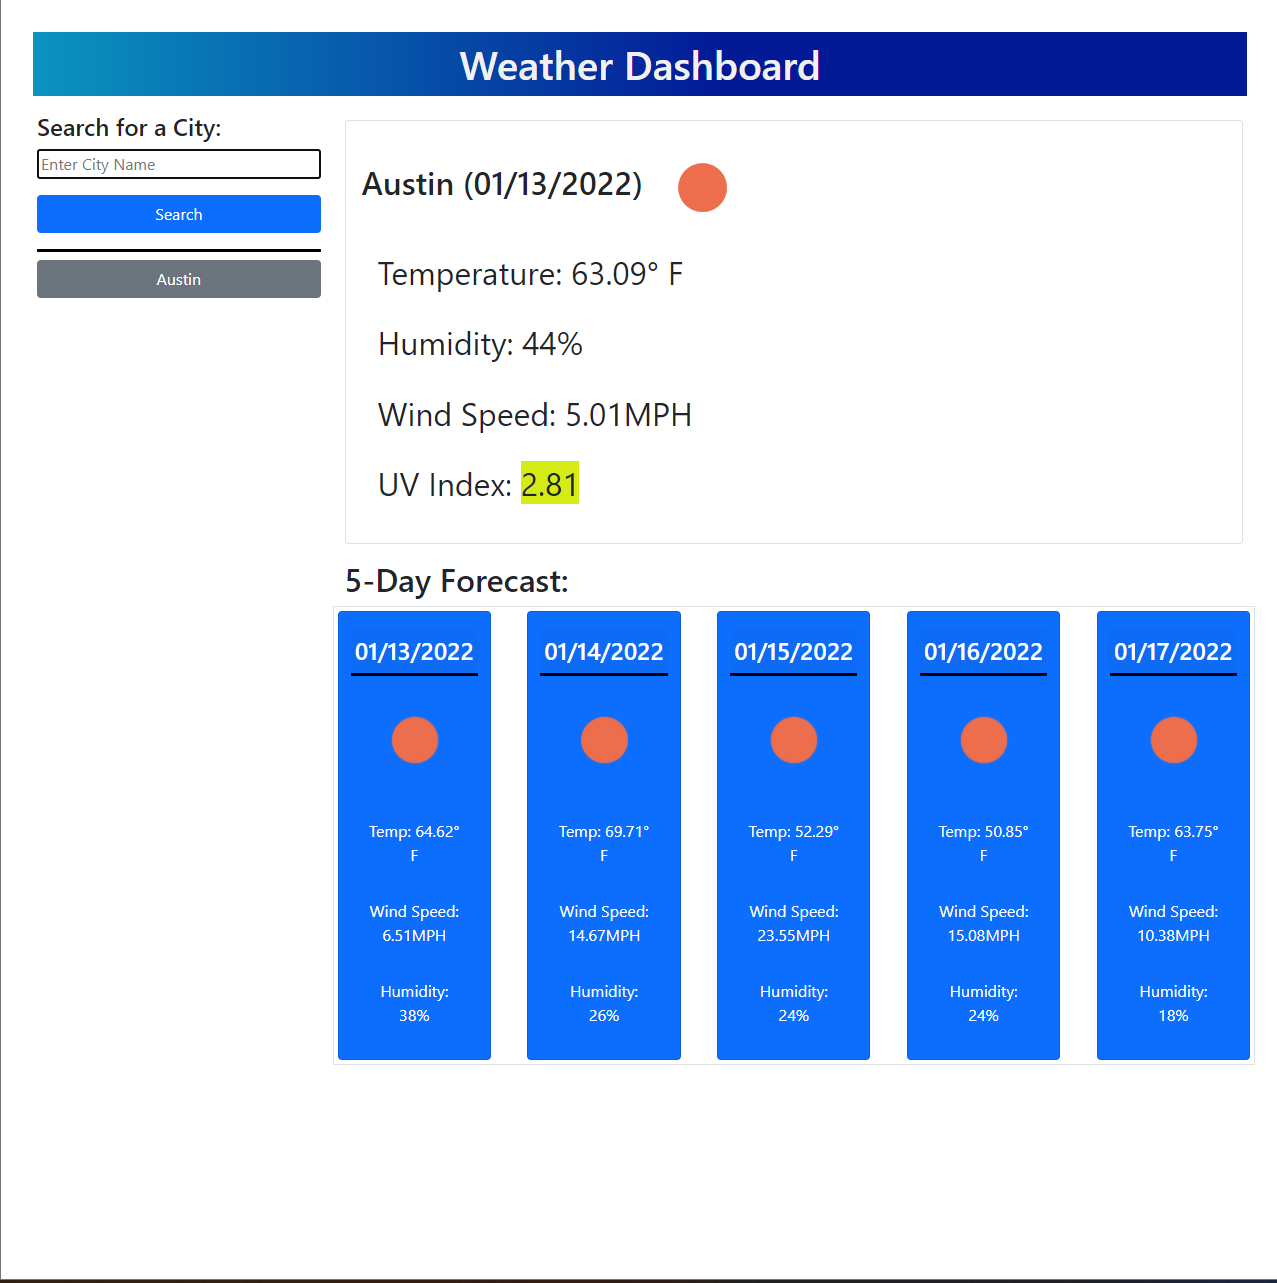 Weather Dashboard
Search for a City:
Enter City Name
Search
Austin
Austin (01/13/2022)
Temperature: 63.09° F
Humidity: 44%
Wind Speed: 5.01MPH
UV Index: 2.81
5-Day Forecast:
01/13/2022
Temp: 64.62°
F
Wind Speed:
6.51MPH
Humidity:
38%
01/14/2022
Temp: 69.71°
F
Wind Speed:
14.67MPH
Humidity:
26%
01/15/2022
Temp: 52.29°
F
Wind Speed:
23.55MPH
Humidity:
24%
01/16/2022
Temp: 50.85°
F
Wind Speed:
15.08MPH
Humidity:
24%
01/17/2022
Temp: 63.75°
F
Wind Speed:
10.38MPH
Humidity:
18%